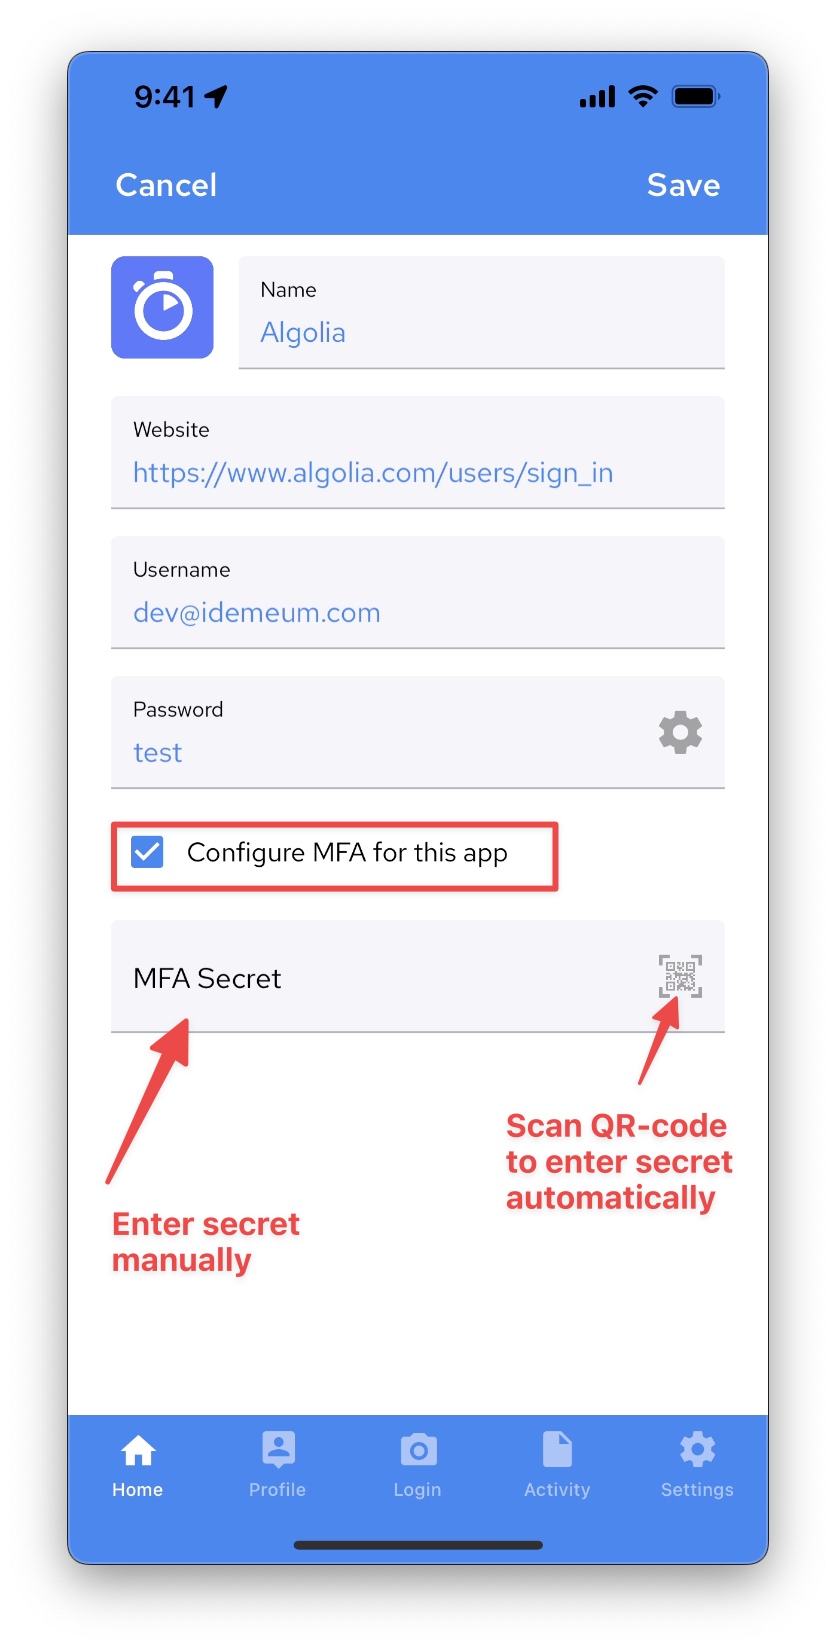 9:41
Cancel
Save
Name
Algolia
Website
https://www.algolia.com/users/sign_in
Username
dev@idemeum.com
Password
test
Configure MFA for this app
MFA Secret
Scan QR-code
to enter secret
automatically
Enter secret
manually
Home
Profile
Login
Activity
Settings